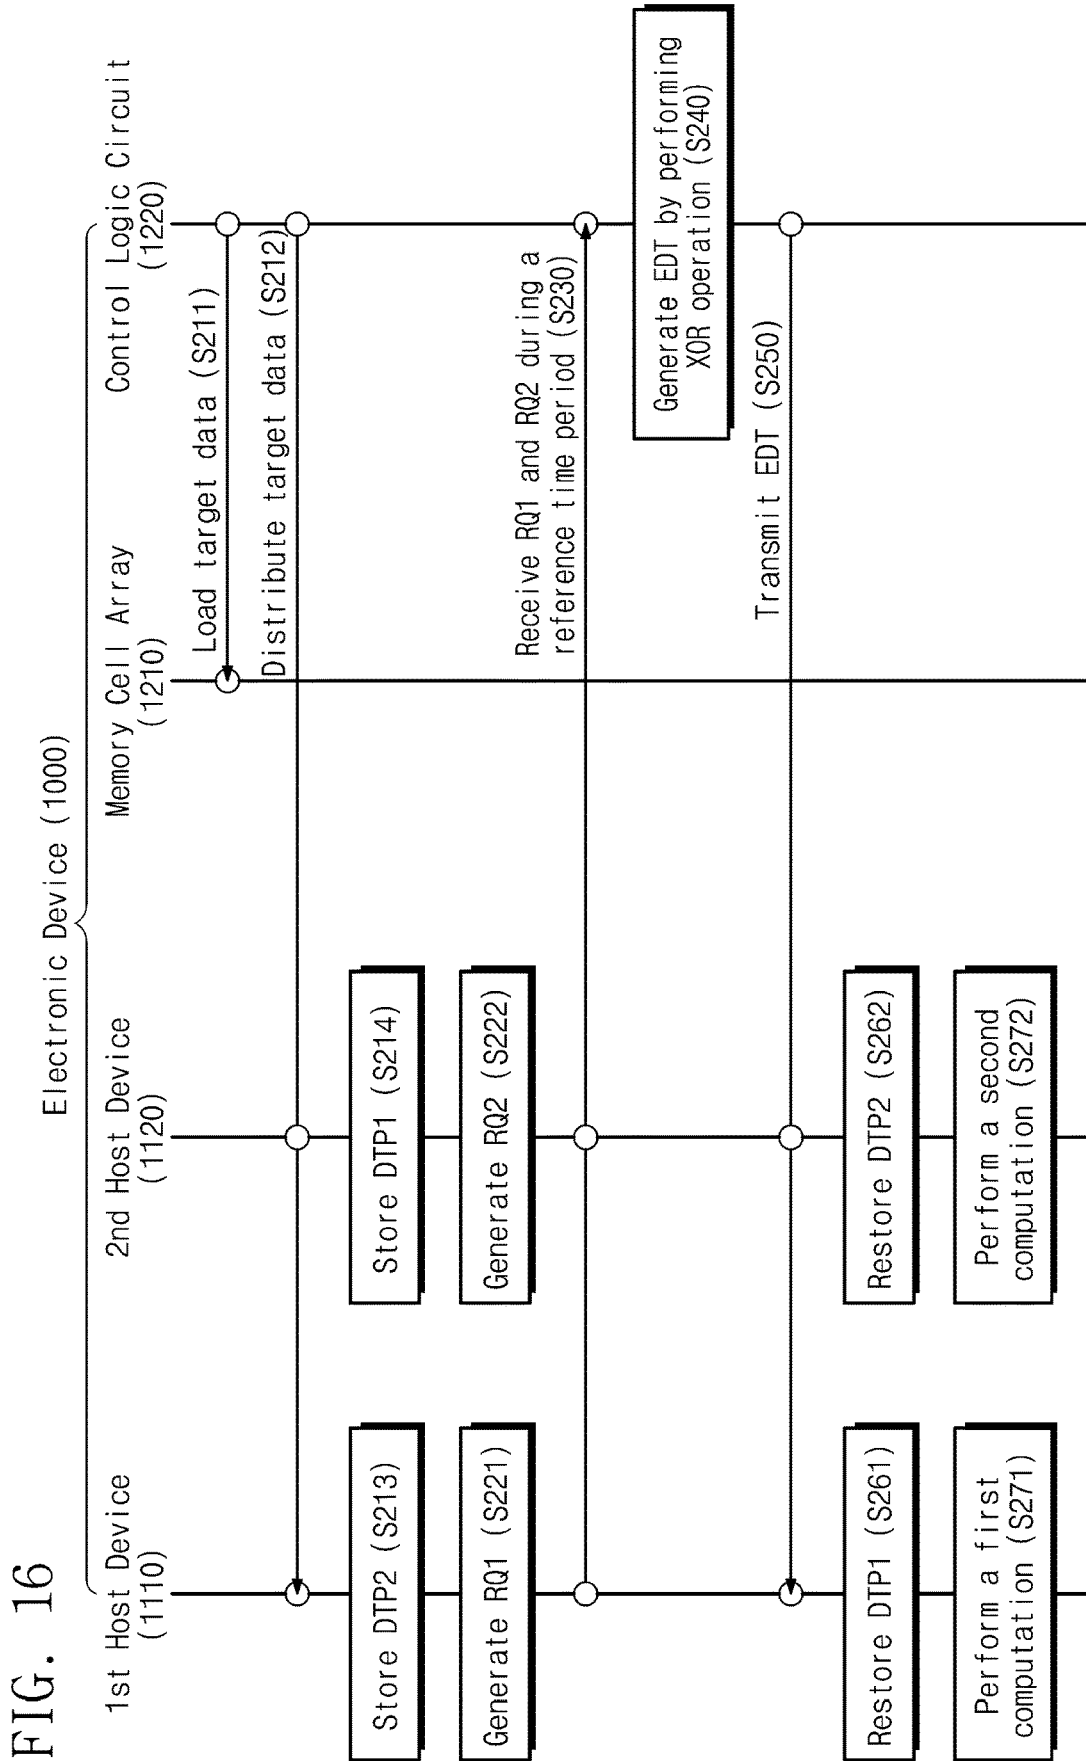 FIG. 16
Electronic Device (1000)
1st Host Device
(1110)
2nd Host Device
(1120)
Memory Cell Array
(1210)
Control Logic Circuit
(1220)
Load target data (S211)
Distribute target data (S212)
Store DTP2 (S213)
Store DTP1 (S214)
Generate RQ1 (S221)
Generate RQ2 (S222)
Receive RQ1 and RQ2 during a
reference time period (S230)
Generate EDT by performing
XOR operation (S240)
Transmit EDT (S250)
Restore DTP1 (S261)
Restore DTP2 (S262)
Perform a first
computation (S271)
Perform a second
computation (S272)